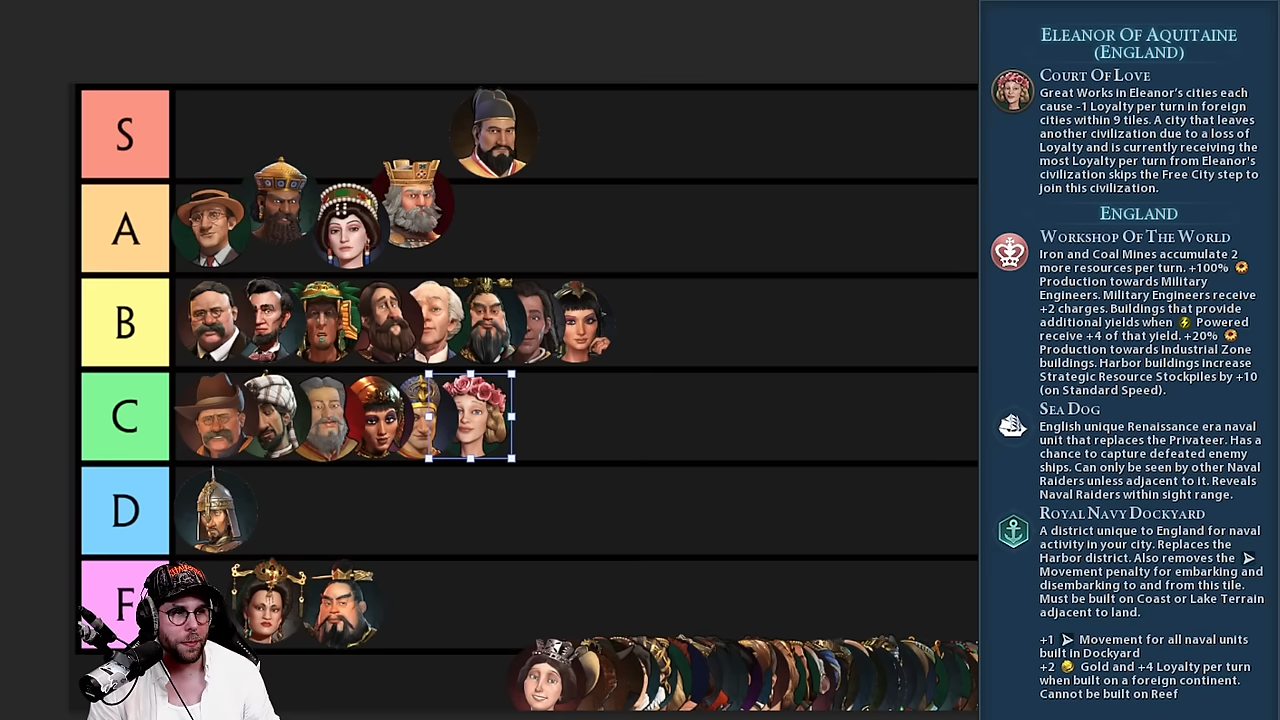 S
A
B
C
D
F
ELEANOR OF AQUITAINE
(ENGLAND)
COURT OF LOVE
Great Works in Eleanor's cities each
cause -1 Loyalty per turn in foreign
cities within 9 tiles. A city that leaves
another civilization due to a loss of
Loyalty and is currently receiving the
most Loyalty per turn from Eleanor's
civilization skips the Free City step to
join this civilization.
ENGLAND
WORKSHOP OF THE WORLD
Iron and Coal Mines accumulate 2
more resources per turn. +100%
Production towards Military
Engineers. Military Engineers receive
+2 charges. Buildings that provide
additional yields when Powered
receive +4 of that yield. +20%
Production towards Industrial Zone
buildings. Harbor buildings increase
Strategic Resource Stockpiles by +10
(on Standard Speed).
SEA DOG
English unique Renaissance era naval
unit that replaces the Privateer. Has a
chance to capture defeated enemy
ships. Can only be seen by other Naval
Raiders unless adjacent to it. Reveals
Naval Raiders within sight range.
ROYAL NAVY DOCKYARD
A district unique to England for naval
activity in your city. Replaces the
Harbor district. Also removes the
Movement penalty for embarking and
disembarking to and from this tile.
Must be built on Coast or Lake Terrain
adjacent to land.
+1 Movement for all naval units
built in Dockyard
+2 Gold and +4 Loyalty per turn
when built on a foreign continent.
Cannot be built on Reef